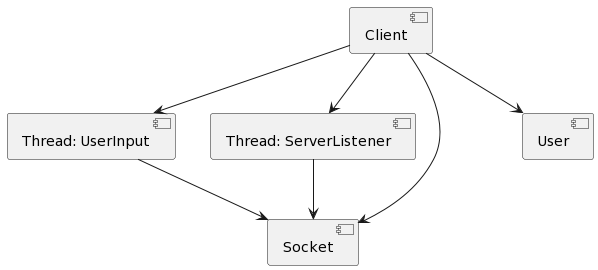 Client
Thread: UserInput
Thread: ServerListener
User
Socket